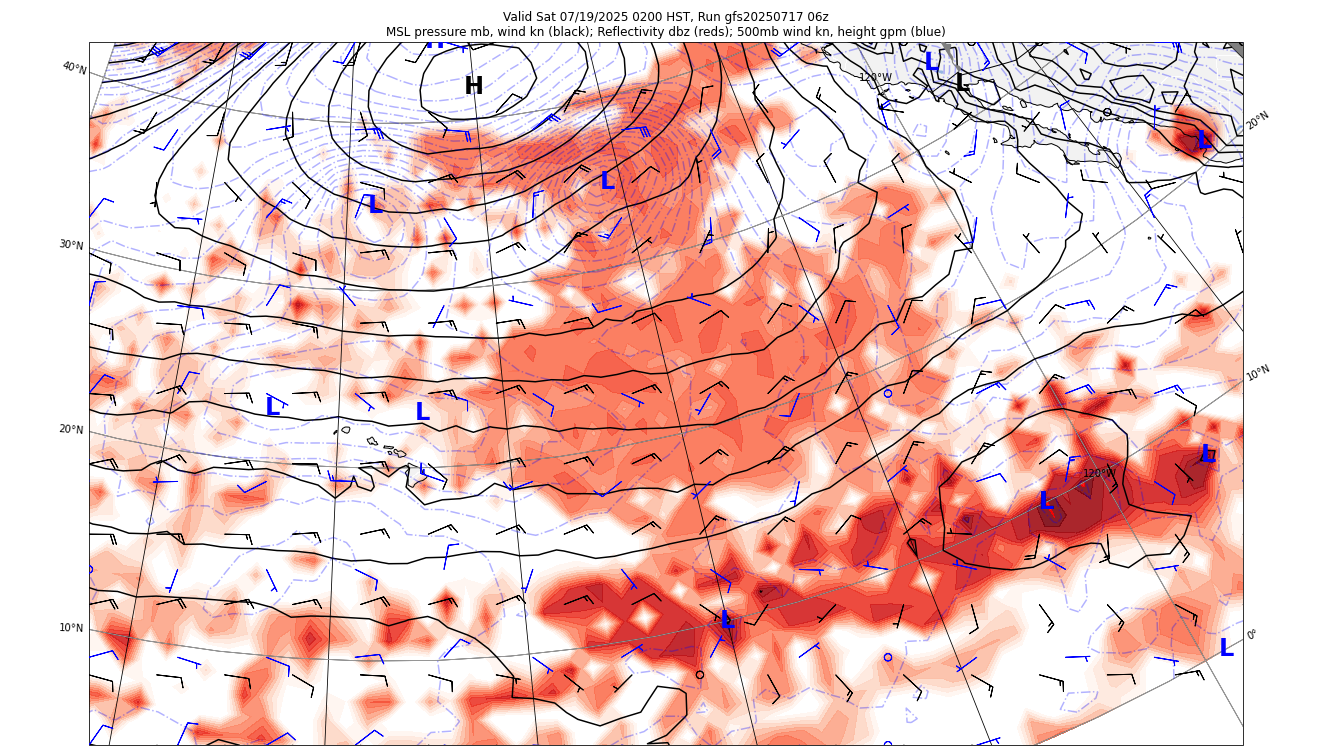 Valid Sat 07/19/2025 0200 HST, Run gfs20250717 06z
MSL pressure mb, wind kn (black); Reflectivity dbz (reds); 500mb wind kn, height gpm (blue)
H
L
L
40°N
H
120°W
20°N
L
L
L
30°N
10°N
L
L
20°N
L
L
120°W
L
10°N
L
0°
L